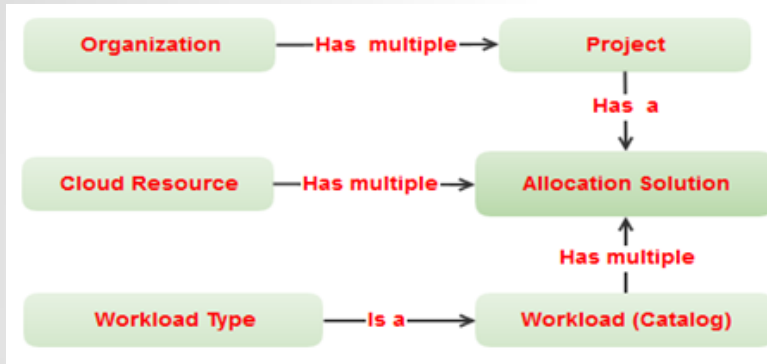 Organization Has multiple Project
Has a
Cloud Resource Has multiple Allocation Solution
Has multiple
Workload Type Is a Workload (Catalog)